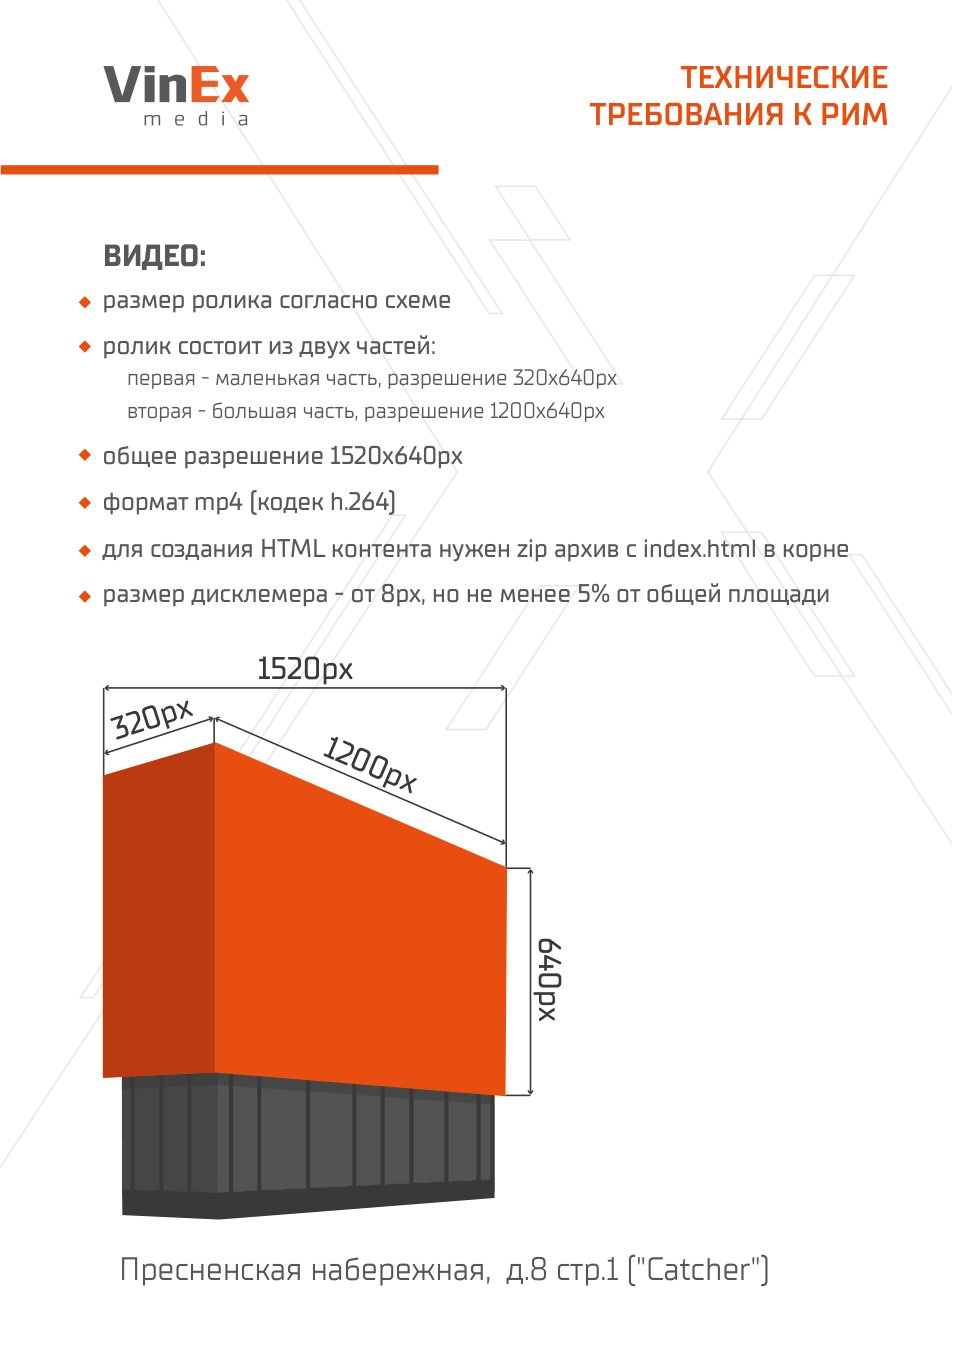 VinEx
media
ТЕХНИЧЕСКИЕ
ТРЕБОВАНИЯ К РИМ
ВИДЕО:
размер ролика согласно схеме
ролик состоит из двух частей:
первая - маленькая часть, разрешение 320x640px
вторая - большая часть, разрешение 1200x640px
общее разрешение 1520x640px
формат mp4 (кодек h.264)
для создания HTML контента нужен zip архив с index.html в корне
размер дисклемера - от 8px, но не менее 5% от общей площади
1520px
320px
1200px
640px
Пресненская набережная, д.8 стр.1 ("Catcher")